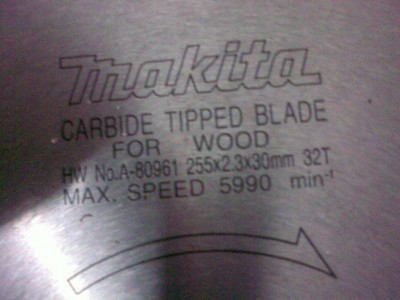 makita
CARBIDE TIPPED BLADE
FOR WOOD
HW No.A-80961 255x2.3x30mm 32T
MAX. SPEED 5990 min⁻¹